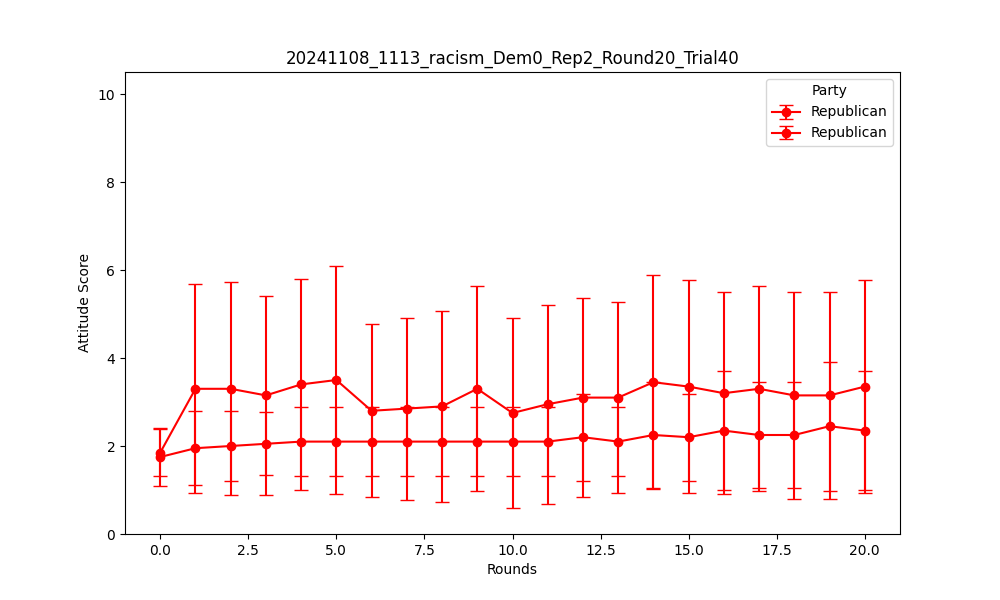 20241108_1113_racism_Dem0_Rep2_Round20_Trial40
Party
Republican
Republican
Attitude Score
10
8
6
4
2
0
0.0 2.5 5.0 7.5 10.0 12.5 15.0 17.5 20.0
Rounds